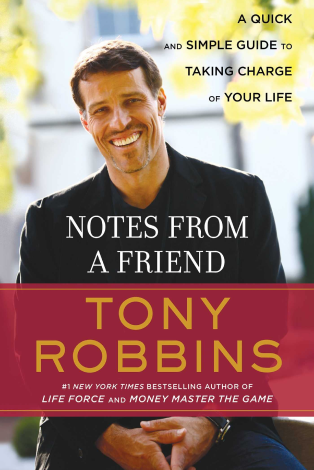 A QUICK
AND SIMPLE GUIDE TO
TAKING CHARGE
OF YOUR LIFE
NOTES FROM
A FRIEND
TONY
ROBBINS
#1 NEW YORK TIMES BESTSELLING AUTHOR OF
LIFE FORCE AND MONEY MASTER THE GAME